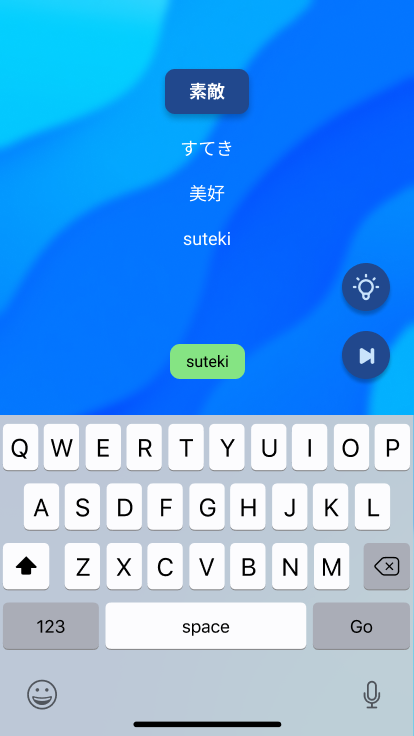 素敵
すてき
美好
suteki
suteki
Q W E R T Y U I O P
A S D F G H J K L
Z X C V B N M
123 space Go